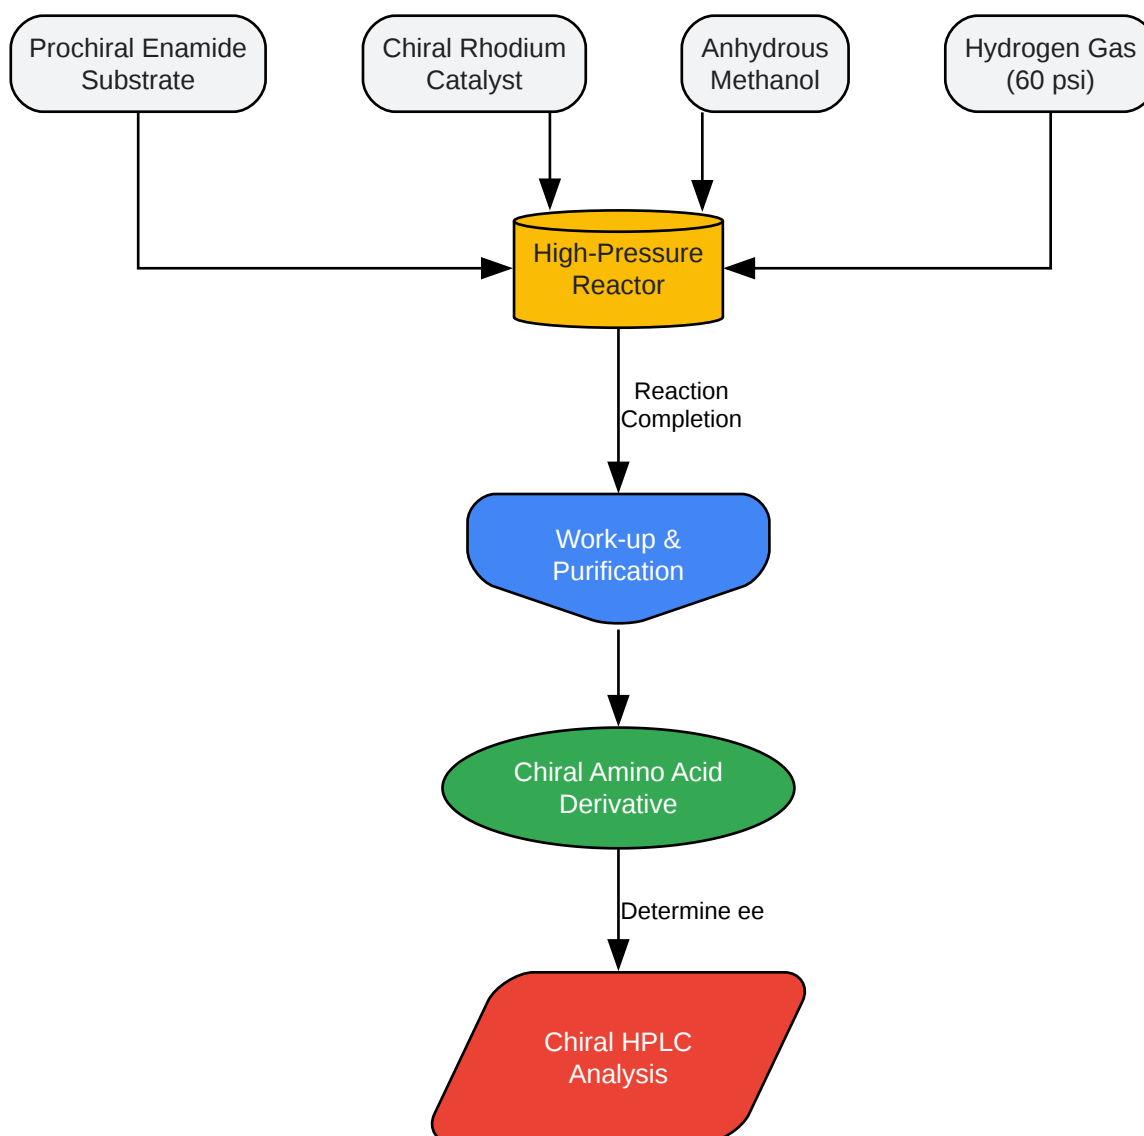 Prochiral Enamide
Substrate
Chiral Rhodium
Catalyst
Anhydrous
Methanol
Hydrogen Gas
(60 psi)
High-Pressure
Reactor
Reaction
Completion
Work-up &
Purification
Chiral Amino Acid
Derivative
Determine ee
Chiral HPLC
Analysis